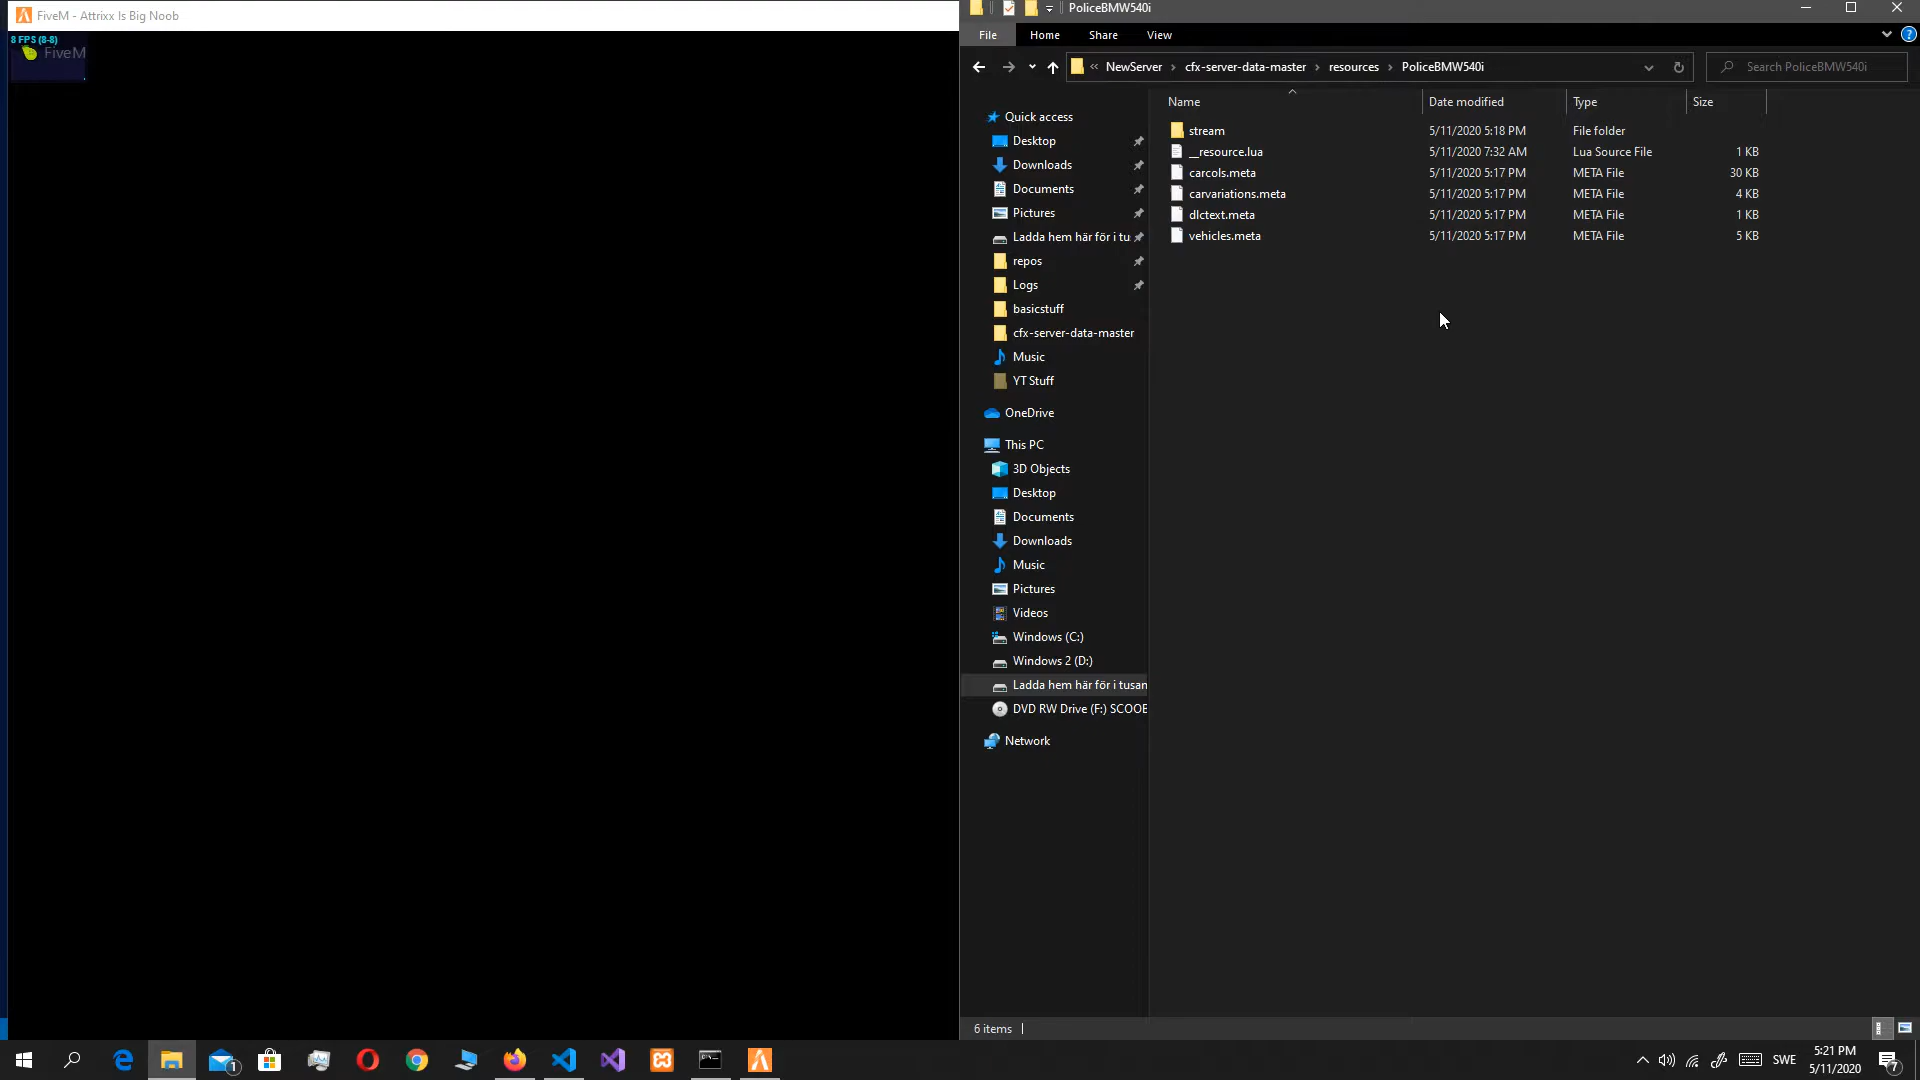 FiveM - Attrixx Is Big Noob
8 FPS (8-8)
FiveM
PoliceBMW540i
File Home Share View
« NewServer › cfx-server-data-master › resources › PoliceBMW540i
Search PoliceBMW540i
Name Date modified Type Size
stream 5/11/2020 5:18 PM File folder
__resource.lua 5/11/2020 7:32 AM Lua Source File 1 KB
carcols.meta 5/11/2020 5:17 PM META File 30 KB
carvariations.meta 5/11/2020 5:17 PM META File 4 KB
dlctext.meta 5/11/2020 5:17 PM META File 1 KB
vehicles.meta 5/11/2020 5:17 PM META File 5 KB
Quick access
Desktop
Downloads
Documents
Pictures
Ladda hem här för i tu
repos
Logs
basicstuff
cfx-server-data-master
Music
YT Stuff
OneDrive
This PC
3D Objects
Desktop
Documents
Downloads
Music
Pictures
Videos
Windows (C:)
Windows 2 (D:)
Ladda hem här för i tusan
DVD RW Drive (F:) SCOOB
Network
6 items
1
SWE
5:21 PM
5/11/2020
7